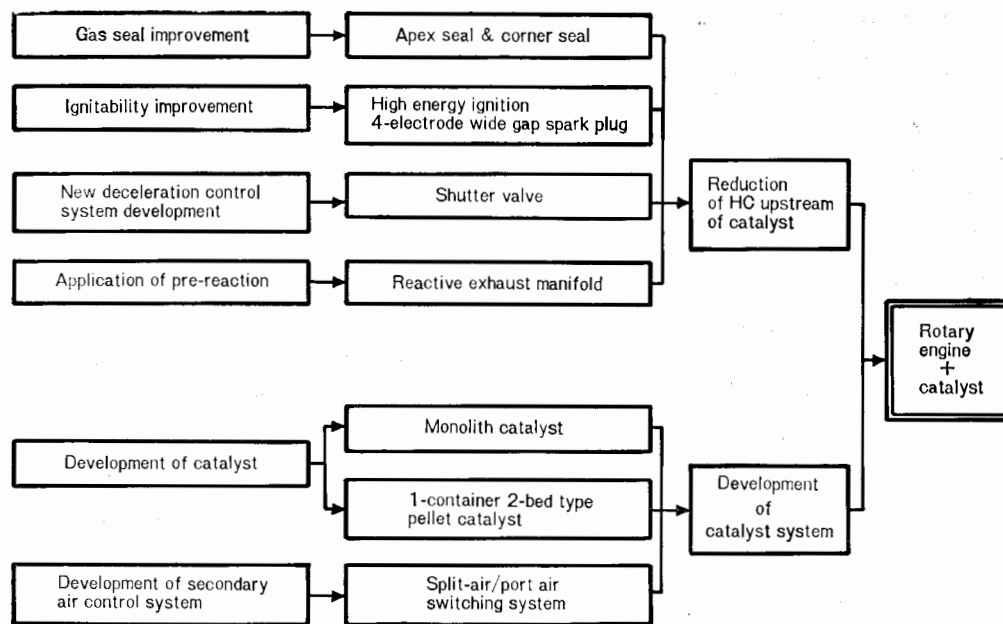 Gas seal improvement
Apex seal & corner seal
Ignitability improvement
High energy ignition
4-electrode wide gap spark plug
New deceleration control
system development
Shutter valve
Reduction
of HC upstream
of catalyst
Application of pre-reaction
Reactive exhaust manifold
Rotary
engine
+
catalyst
Development of catalyst
Monolith catalyst
1-container 2-bed type
pellet catalyst
Development
of
catalyst system
Development of secondary
air control system
Split-air/port air
switching system